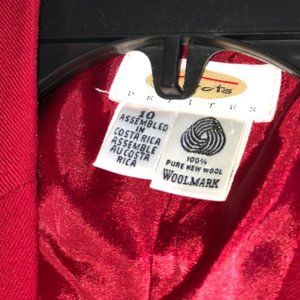 PETITES
10
ASSEMBLED
IN
COSTA RICA
ASSEMBLE
AU COSTA
RICA
100%
PURE NEW WOOL
WOOLMARK